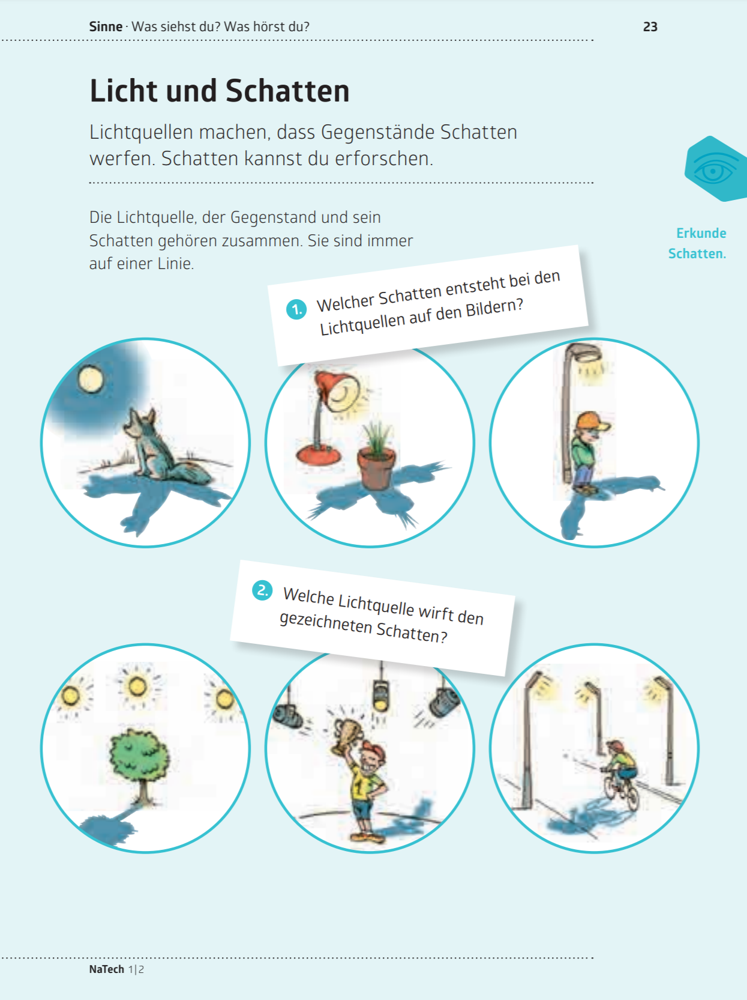 Sinne · Was siehst du? Was hörst du?
23
Licht und Schatten
Lichtquellen machen, dass Gegenstände Schatten
werfen. Schatten kannst du erforschen.
Die Lichtquelle, der Gegenstand und sein
Schatten gehören zusammen. Sie sind immer
auf einer Linie.
Erkunde
Schatten.
1. Welcher Schatten entsteht bei den
Lichtquellen auf den Bildern?
2. Welche Lichtquelle wirft den
gezeichneten Schatten?
1
NaTech 1|2